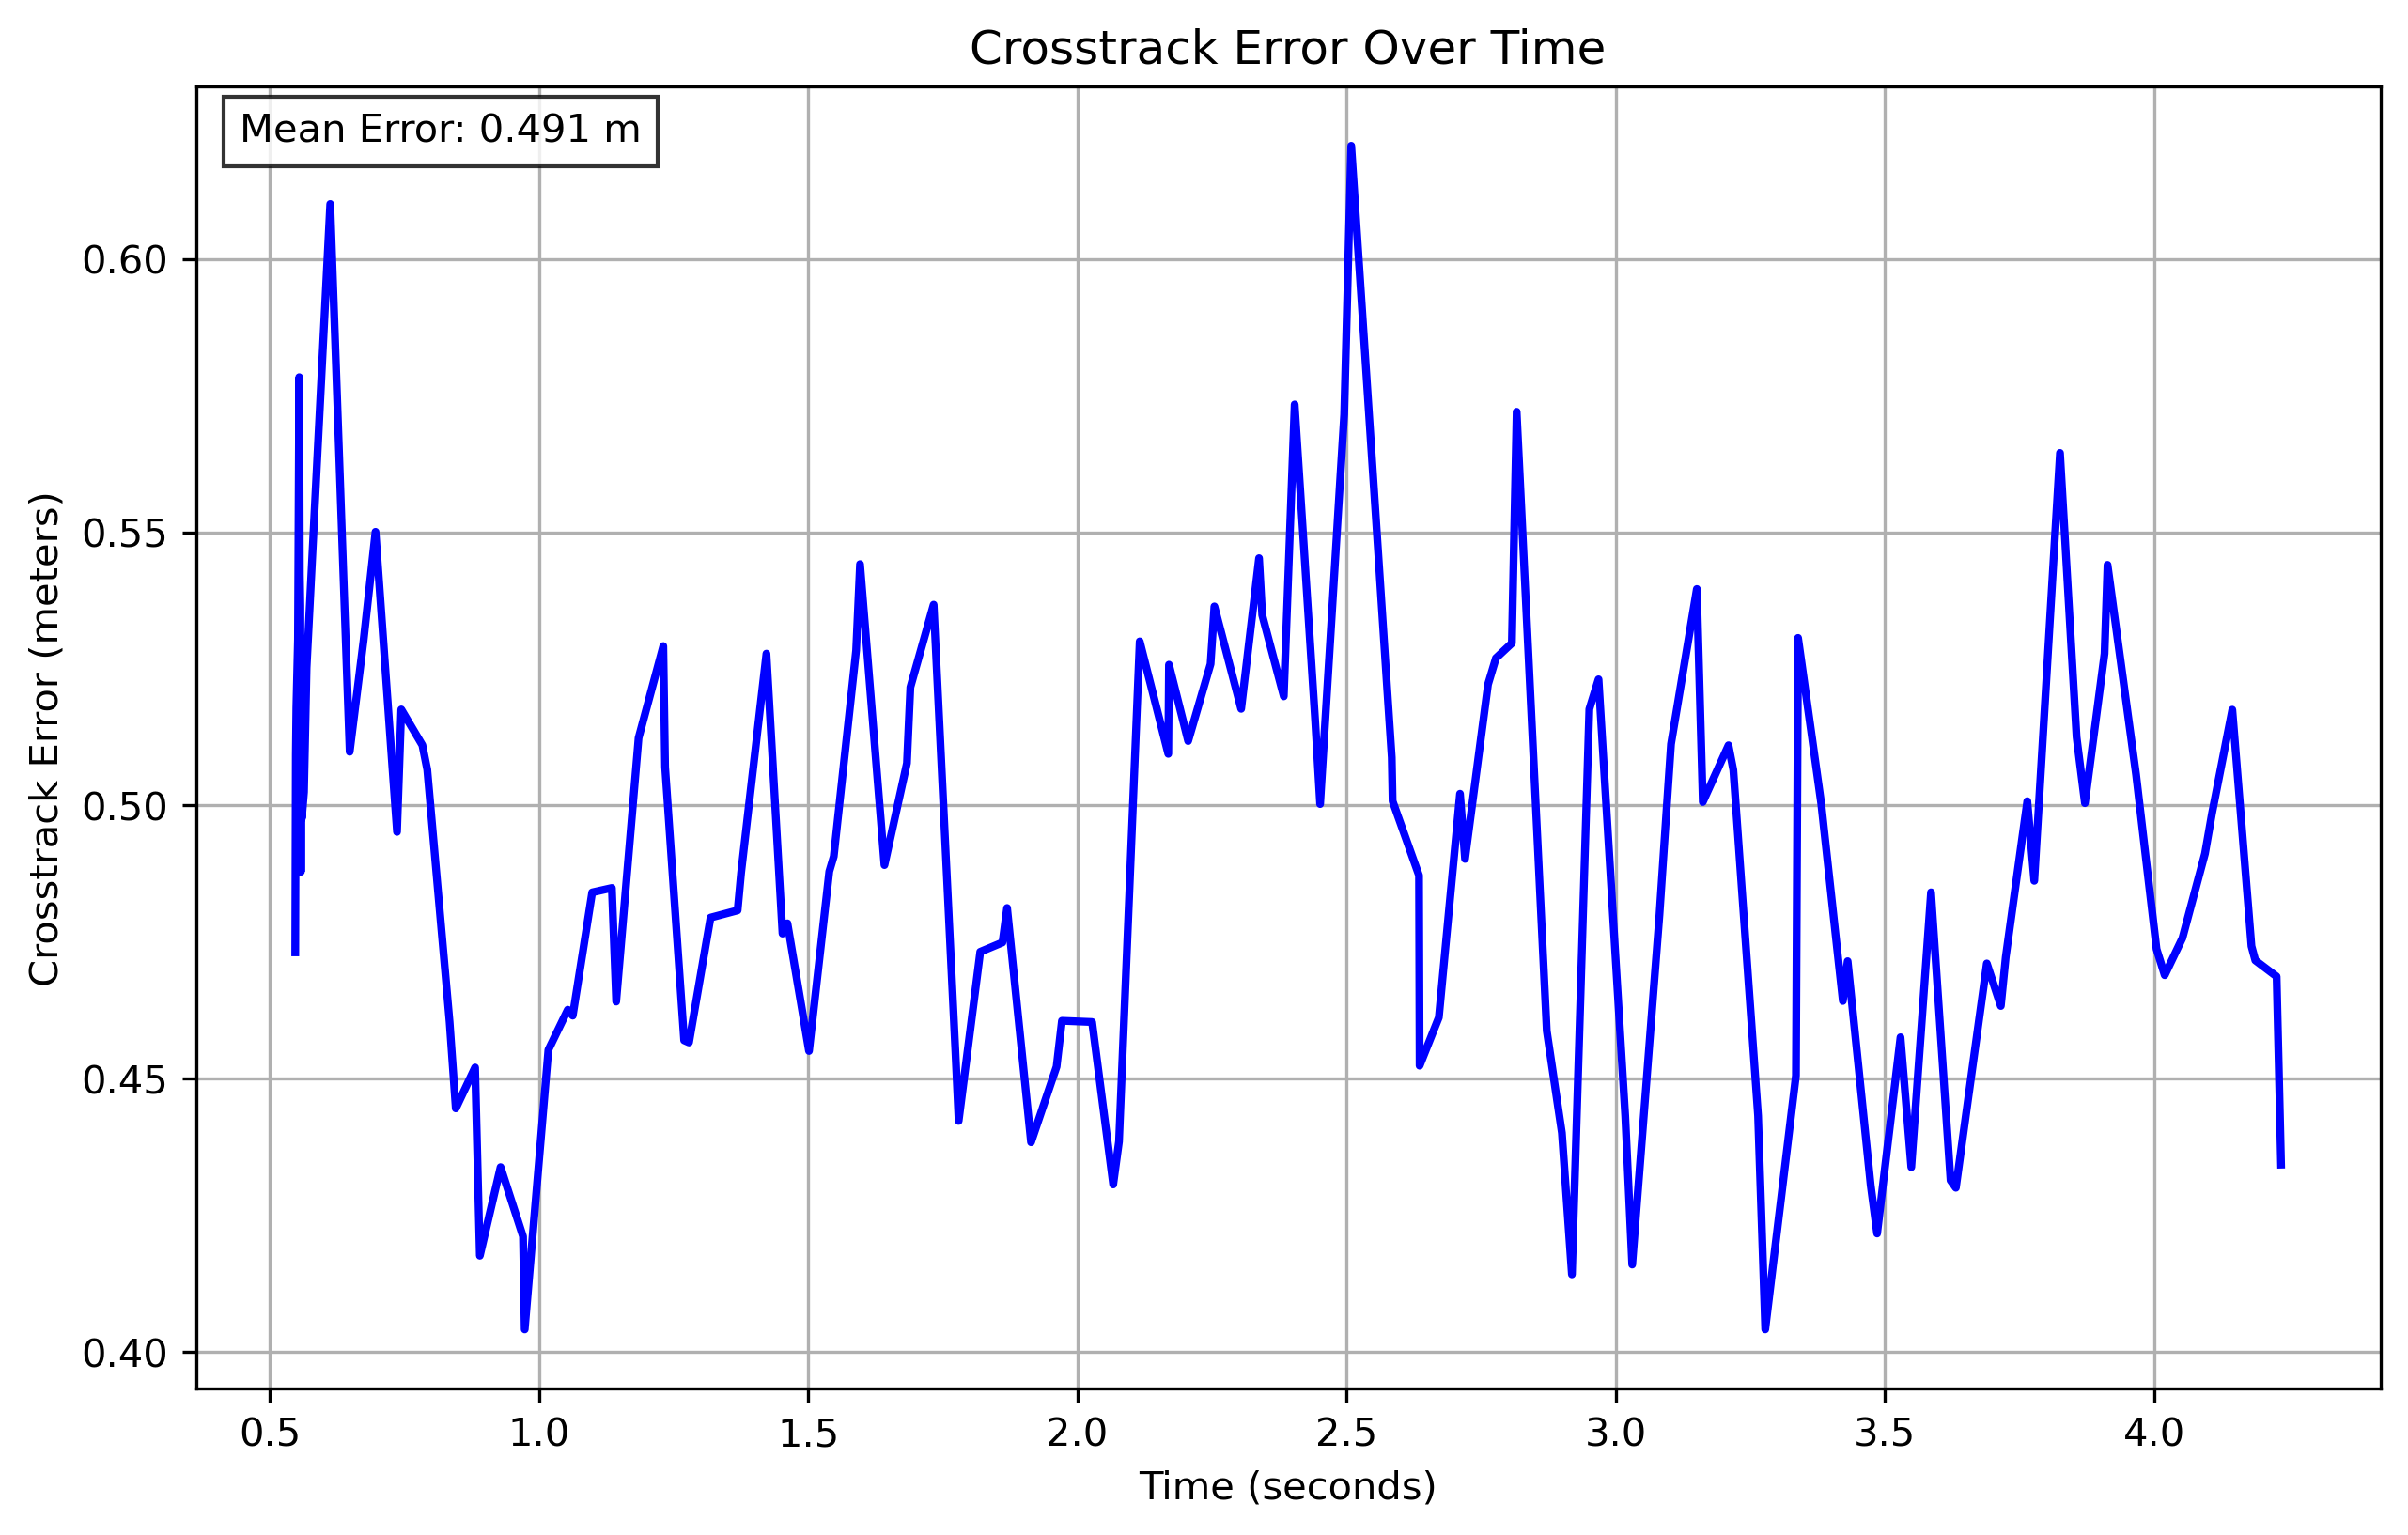 Crosstrack Error Over Time
Mean Error: 0.491 m
Crosstrack Error (meters)
0.60
0.55
0.50
0.45
0.40
0.5 1.0 1.5 2.0 2.5 3.0 3.5 4.0
Time (seconds)